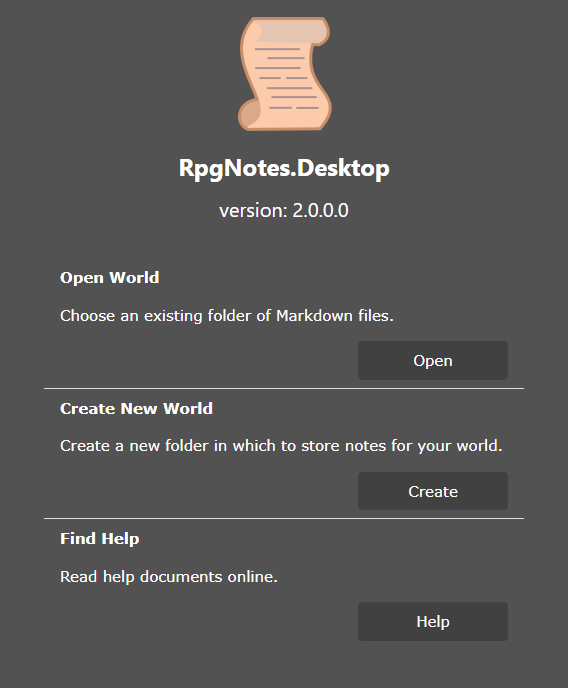 RpgNotes.Desktop
version: 2.0.0.0
Open World
Choose an existing folder of Markdown files.
Open
Create New World
Create a new folder in which to store notes for your world.
Create
Find Help
Read help documents online.
Help